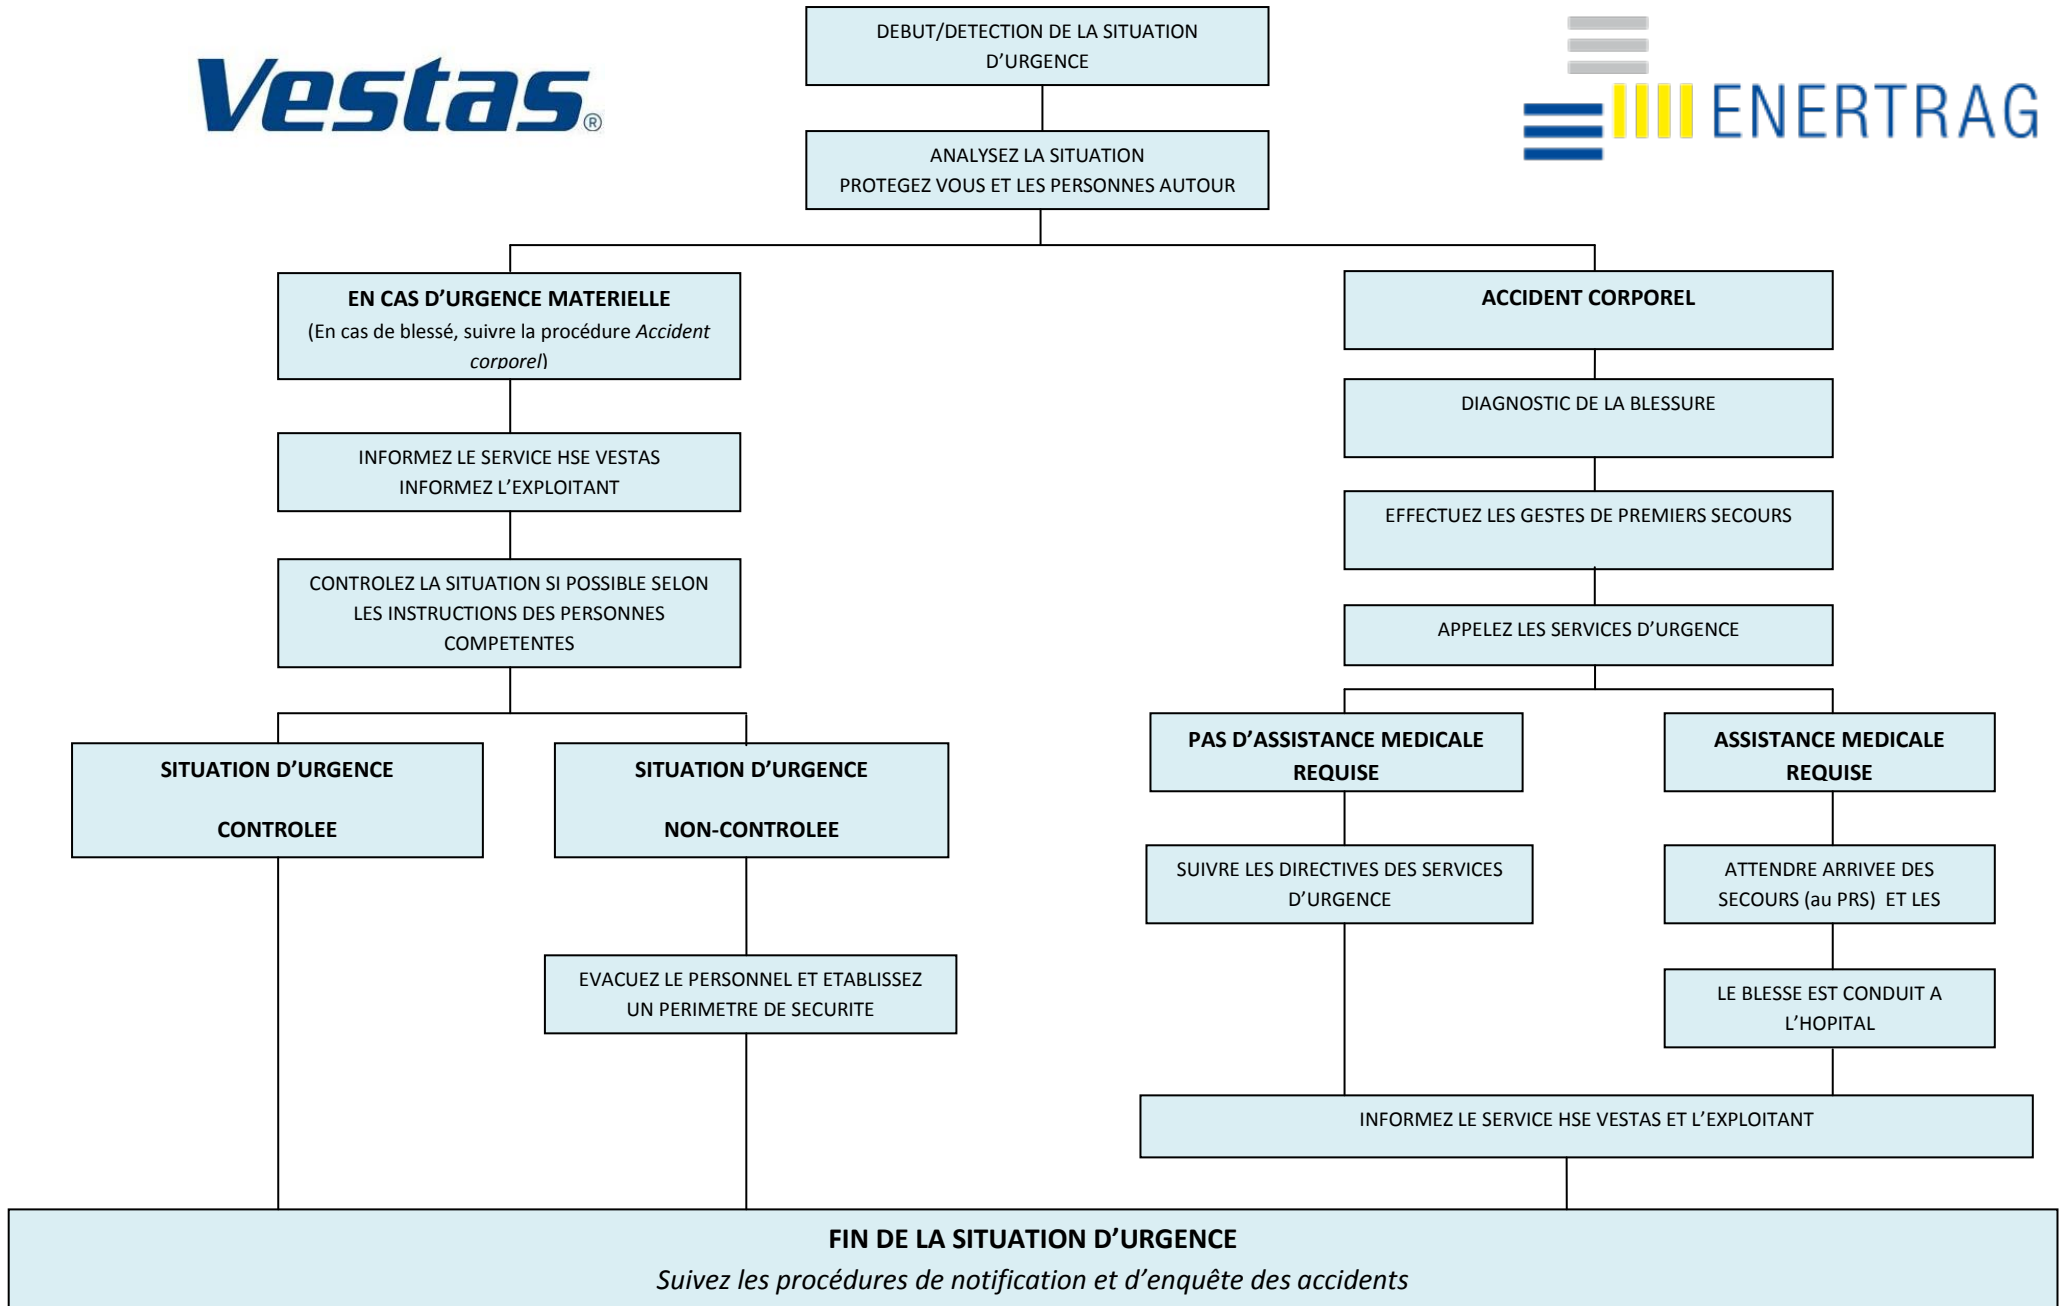 Vestas®
ENERTRAG
DEBUT/DETECTION DE LA SITUATION
D’URGENCE
ANALYSEZ LA SITUATION
PROTEGEZ VOUS ET LES PERSONNES AUTOUR
EN CAS D’URGENCE MATERIELLE
(En cas de blessé, suivre la procédure Accident
corporel)
INFORMEZ LE SERVICE HSE VESTAS
INFORMEZ L’EXPLOITANT
CONTROLEZ LA SITUATION SI POSSIBLE SELON
LES INSTRUCTIONS DES PERSONNES
COMPETENTES
SITUATION D’URGENCE
CONTROLEE
SITUATION D’URGENCE
NON-CONTROLEE
EVACUEZ LE PERSONNEL ET ETABLISSEZ
UN PERIMETRE DE SECURITE
ACCIDENT CORPOREL
DIAGNOSTIC DE LA BLESSURE
EFFECTUEZ LES GESTES DE PREMIERS SECOURS
APPELEZ LES SERVICES D’URGENCE
PAS D’ASSISTANCE MEDICALE
REQUISE
SUIVRE LES DIRECTIVES DES SERVICES
D’URGENCE
ASSISTANCE MEDICALE
REQUISE
ATTENDRE ARRIVEE DES
SECOURS (au PRS) ET LES
LE BLESSE EST CONDUIT A
L’HOPITAL
INFORMEZ LE SERVICE HSE VESTAS ET L’EXPLOITANT
FIN DE LA SITUATION D’URGENCE
Suivez les procédures de notification et d’enquête des accidents